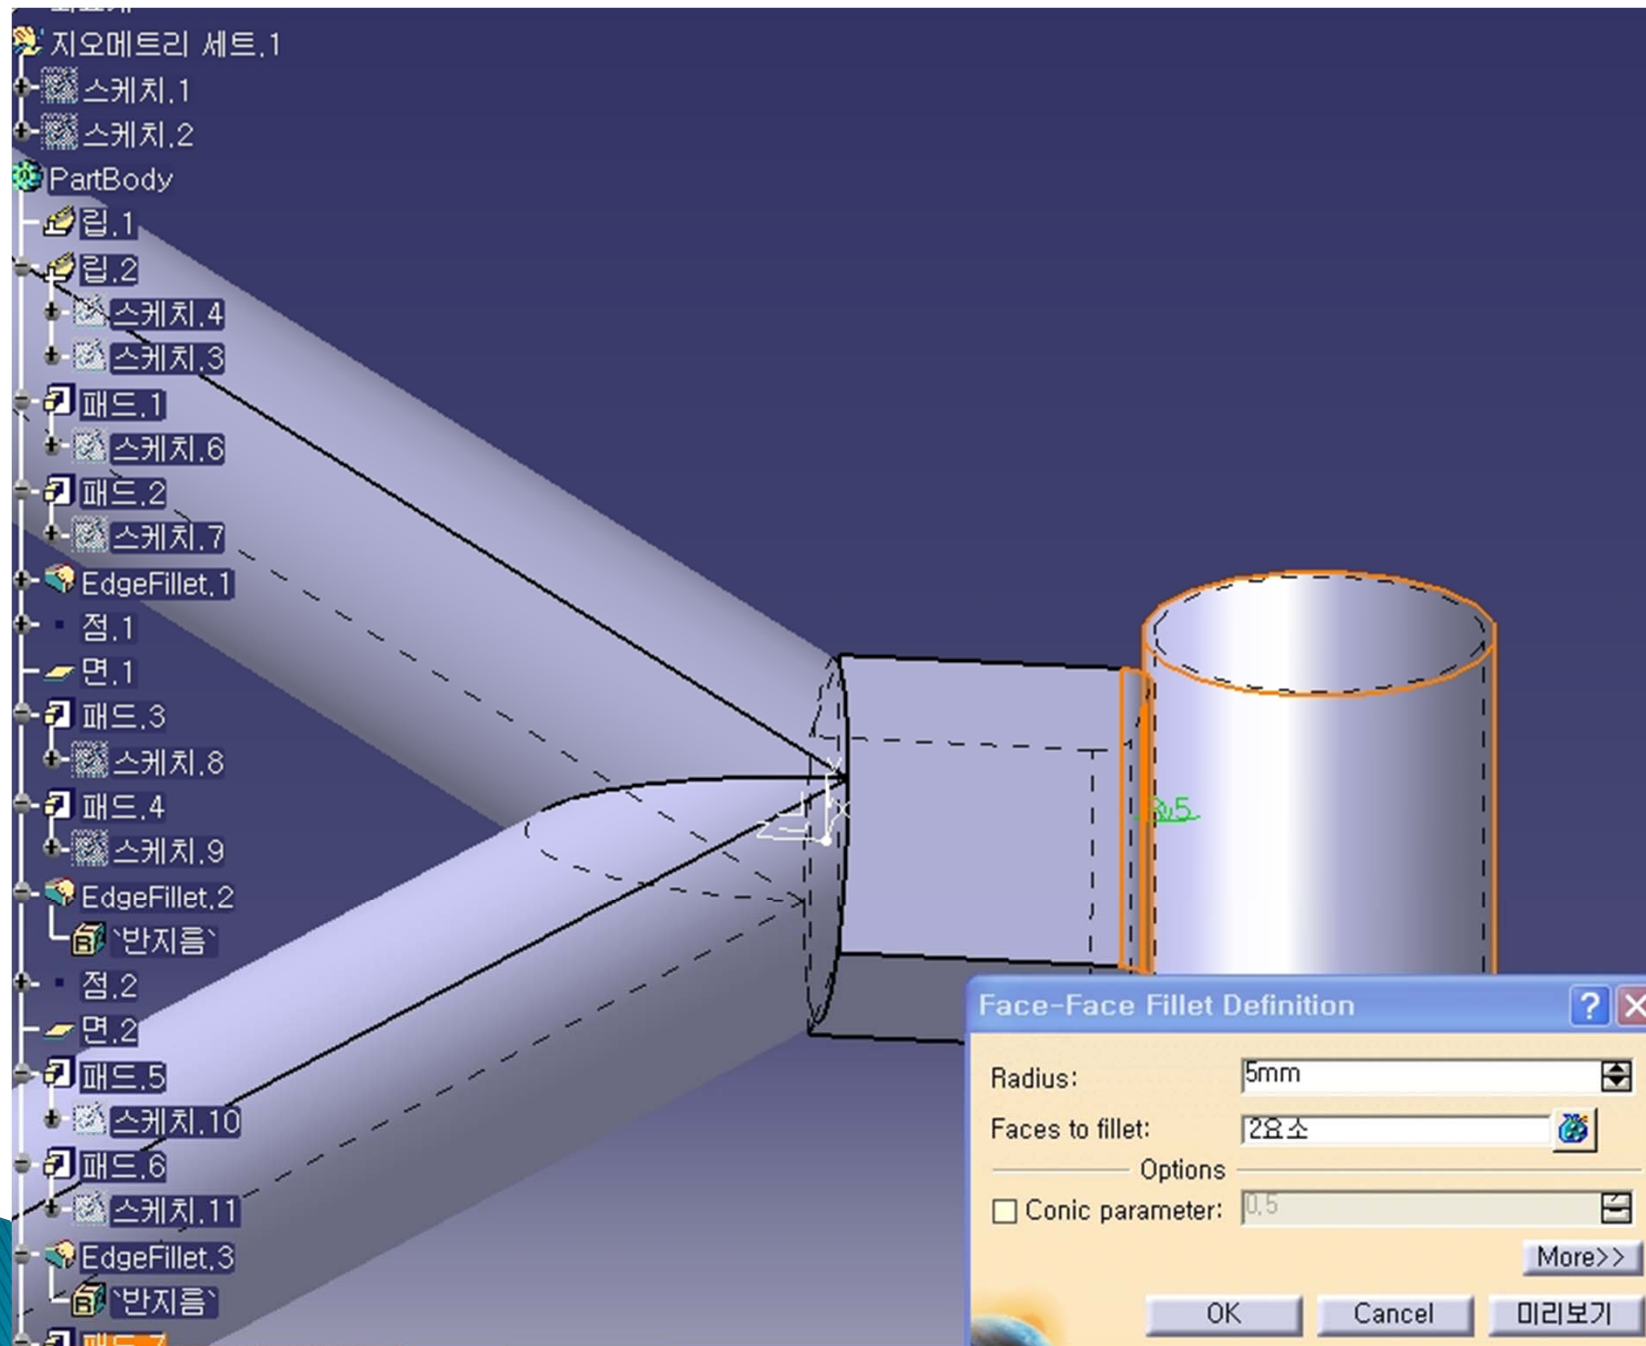 지오메트리 세트.1
스케치.1
스케치.2
PartBody
립.1
립.2
스케치.4
스케치.3
패드.1
스케치.6
패드.2
스케치.7
EdgeFillet.1
점.1
면.1
패드.3
스케치.8
패드.4
스케치.9
EdgeFillet.2
`반지름`
점.2
면.2
패드.5
스케치.10
패드.6
스케치.11
EdgeFillet.3
`반지름`
패드.7
Face-Face Fillet Definition
Radius: 5mm
Faces to fillet: 2요소
Options
Conic parameter: 0.5
More>>
OK Cancel 미리보기